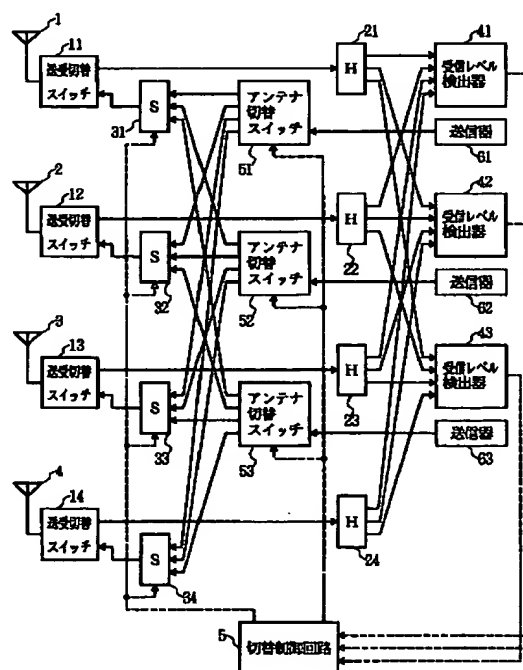 1
11
送受切替
スイッチ
S
31
アンテナ
切替
スイッチ
51
21
H
41
受信レベル
検出器
送信器
61
2
12
送受切替
スイッチ
S
32
アンテナ
切替
スイッチ
52
H
22
42
受信レベル
検出器
送信器
62
3
13
送受切替
スイッチ
S
33
アンテナ
切替
スイッチ
53
H
23
43
受信レベル
検出器
送信器
63
4
14
送受切替
スイッチ
S
34
H
24
5
切替制御回路